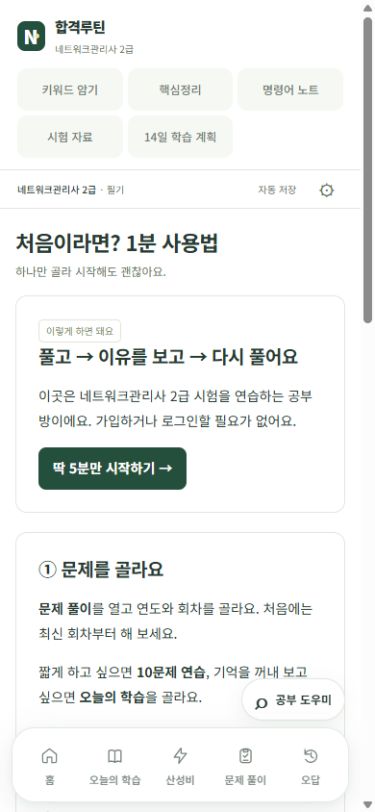 N
합격루틴
네트워크관리사 2급
키워드 암기
핵심정리
명령어 노트
시험 자료
14일 학습 계획
네트워크관리사 2급 · 필기
자동 저장
처음이라면? 1분 사용법
하나만 골라 시작해도 괜찮아요.
이렇게 하면 돼요
풀고 → 이유를 보고 → 다시 풀어요
이곳은 네트워크관리사 2급 시험을 연습하는 공부
방이에요. 가입하거나 로그인할 필요가 없어요.
딱 5분만 시작하기 →
① 문제를 골라요
문제 풀이를 열고 연도와 회차를 골라요. 처음에는
최신 회차부터 해 보세요.
짧게 하고 싶으면 10문제 연습, 기억을 꺼내 보고
싶으면 오늘의 학습을 골라요.
공부 도우미
홈
오늘의 학습
산성비
문제 풀이
오답